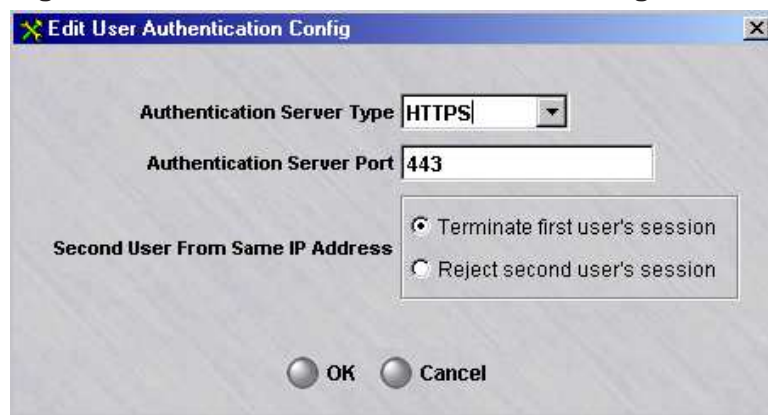 Edit User Authentication Config
Authentication Server Type HTTPS
Authentication Server Port 443
Second User From Same IP Address
Terminate first user's session
Reject second user's session
OK Cancel